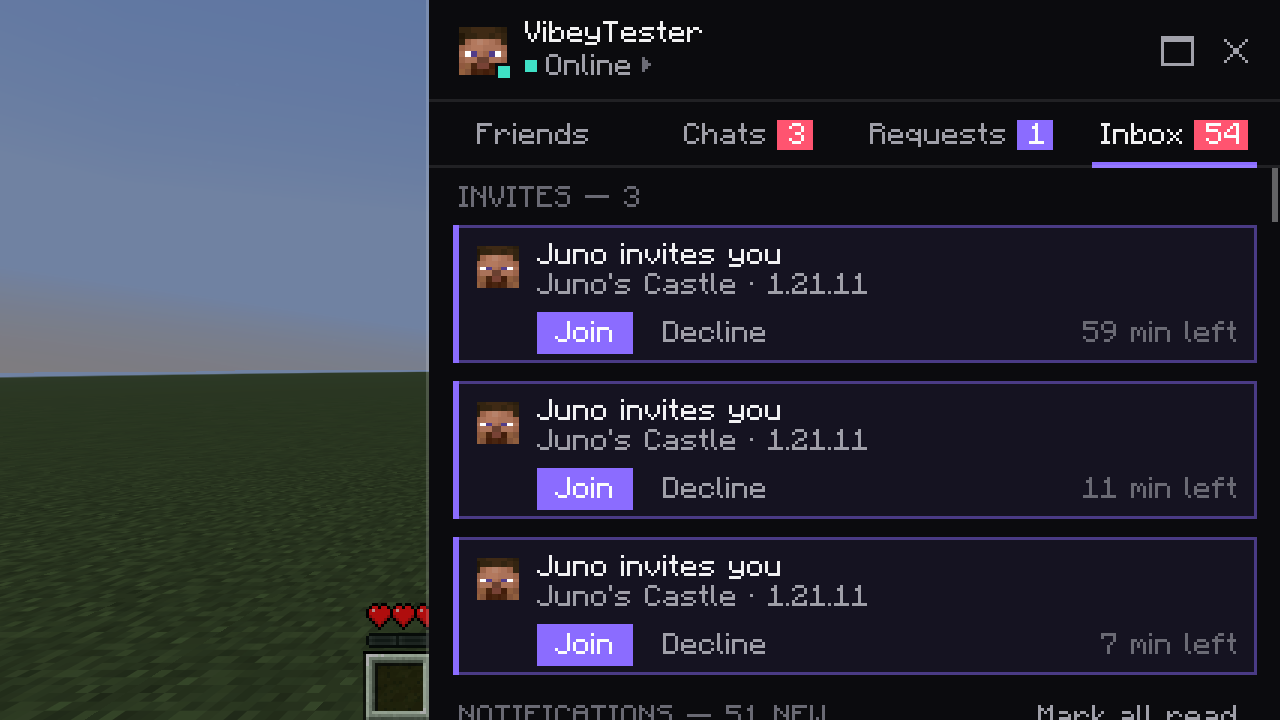 VibeyTester
Online
Friends
Chats 3
Requests 1
Inbox 54
INVITES — 3
Juno invites you
Juno's Castle · 1.21.11
Join Decline 59 min left
Juno invites you
Juno's Castle · 1.21.11
Join Decline 11 min left
Juno invites you
Juno's Castle · 1.21.11
Join Decline 7 min left
NOTIFICATIONS — 51 NEW Mark all read